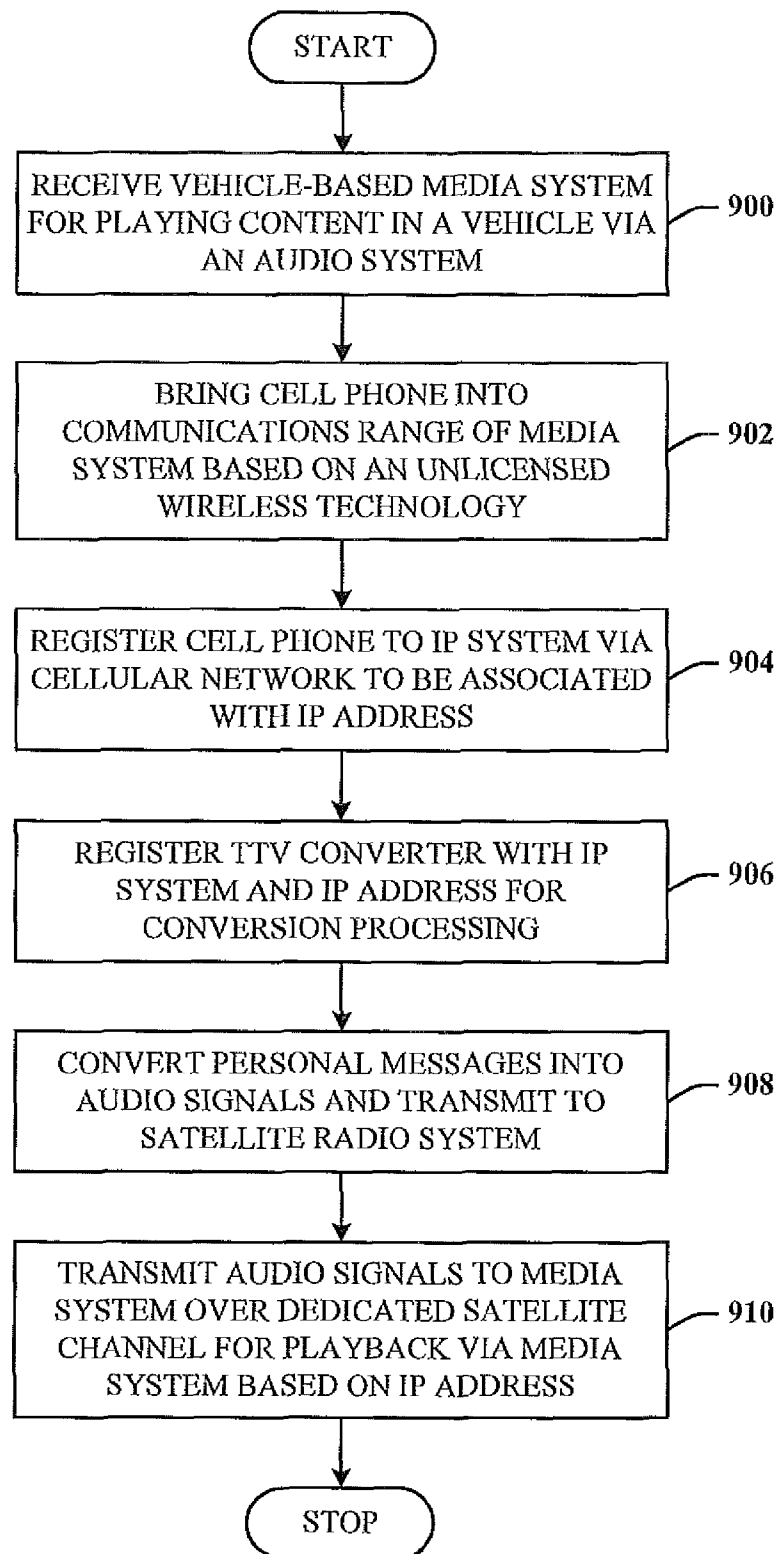 START
RECEIVE VEHICLE-BASED MEDIA SYSTEM
FOR PLAYING CONTENT IN A VEHICLE VIA
AN AUDIO SYSTEM
900
BRING CELL PHONE INTO
COMMUNICATIONS RANGE OF MEDIA
SYSTEM BASED ON AN UNLICENSED
WIRELESS TECHNOLOGY
902
REGISTER CELL PHONE TO IP SYSTEM VIA
CELLULAR NETWORK TO BE ASSOCIATED
WITH IP ADDRESS
904
REGISTER TTV CONVERTER WITH IP
SYSTEM AND IP ADDRESS FOR
CONVERSION PROCESSING
906
CONVERT PERSONAL MESSAGES INTO
AUDIO SIGNALS AND TRANSMIT TO
SATELLITE RADIO SYSTEM
908
TRANSMIT AUDIO SIGNALS TO MEDIA
SYSTEM OVER DEDICATED SATELLITE
CHANNEL FOR PLAYBACK VIA MEDIA
SYSTEM BASED ON IP ADDRESS
910
STOP